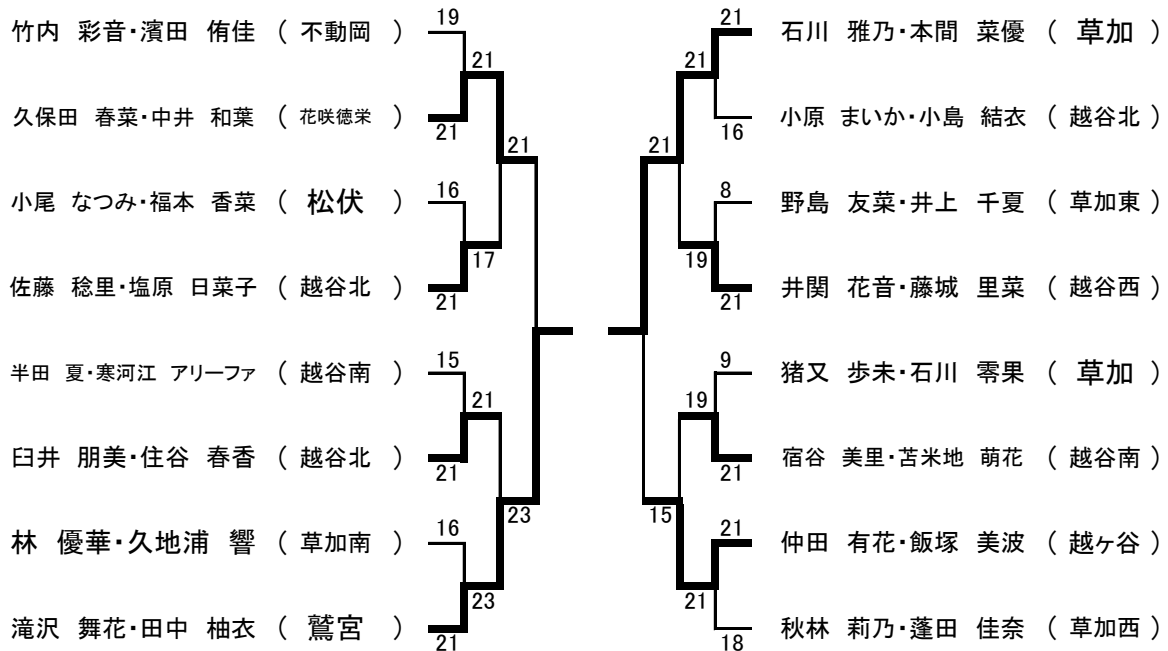 竹内 彩音・濱田 侑佳 ( 不動岡 ) 19
21
久保田 春菜・中井 和葉 ( 花咲徳栄 ) 21
21
小尾 なつみ・福本 香菜 ( 松伏 ) 16
17
佐藤 稔里・塩原 日菜子 ( 越谷北 ) 21
半田 夏・寒河江 アリーファ ( 越谷南 ) 15
21
臼井 朋美・住谷 春香 ( 越谷北 ) 21
23
林 優華・久地浦 響 ( 草加南 ) 16
23
滝沢 舞花・田中 柚衣 ( 鷲宮 ) 21
21 石川 雅乃・本間 菜優 ( 草加 )
21
16 小原 まいか・小島 結衣 ( 越谷北 )
21
8 野島 友菜・井上 千夏 ( 草加東 )
19
21 井関 花音・藤城 里菜 ( 越谷西 )
9 猪又 歩未・石川 零果 ( 草加 )
19
21 宿谷 美里・苫米地 萌花 ( 越谷南 )
15
21 仲田 有花・飯塚 美波 ( 越ヶ谷 )
21
18 秋林 莉乃・蓬田 佳奈 ( 草加西 )